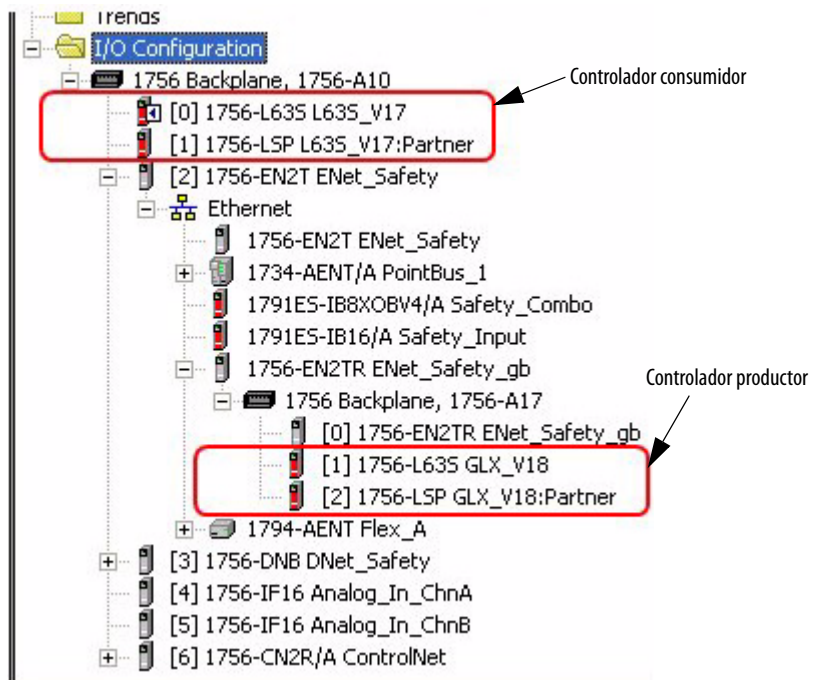 Trends
I/O Configuration
1756 Backplane, 1756-A10
Controlador consumidor
[0] 1756-L63S L63S_V17
[1] 1756-LSP L63S_V17:Partner
[2] 1756-EN2T ENet_Safety
Ethernet
1756-EN2T ENet_Safety
1734-AENT/A PointBus_1
1791ES-IB8XOBV4/A Safety_Combo
1791ES-IB16/A Safety_Input
1756-EN2TR ENet_Safety_gb
Controlador productor
1756 Backplane, 1756-A17
[0] 1756-EN2TR ENet_Safety_gb
[1] 1756-L63S GLX_V18
[2] 1756-LSP GLX_V18:Partner
1794-AENT Flex_A
[3] 1756-DNB DNet_Safety
[4] 1756-IF16 Analog_In_ChnA
[5] 1756-IF16 Analog_In_ChnB
[6] 1756-CN2R/A ControlNet